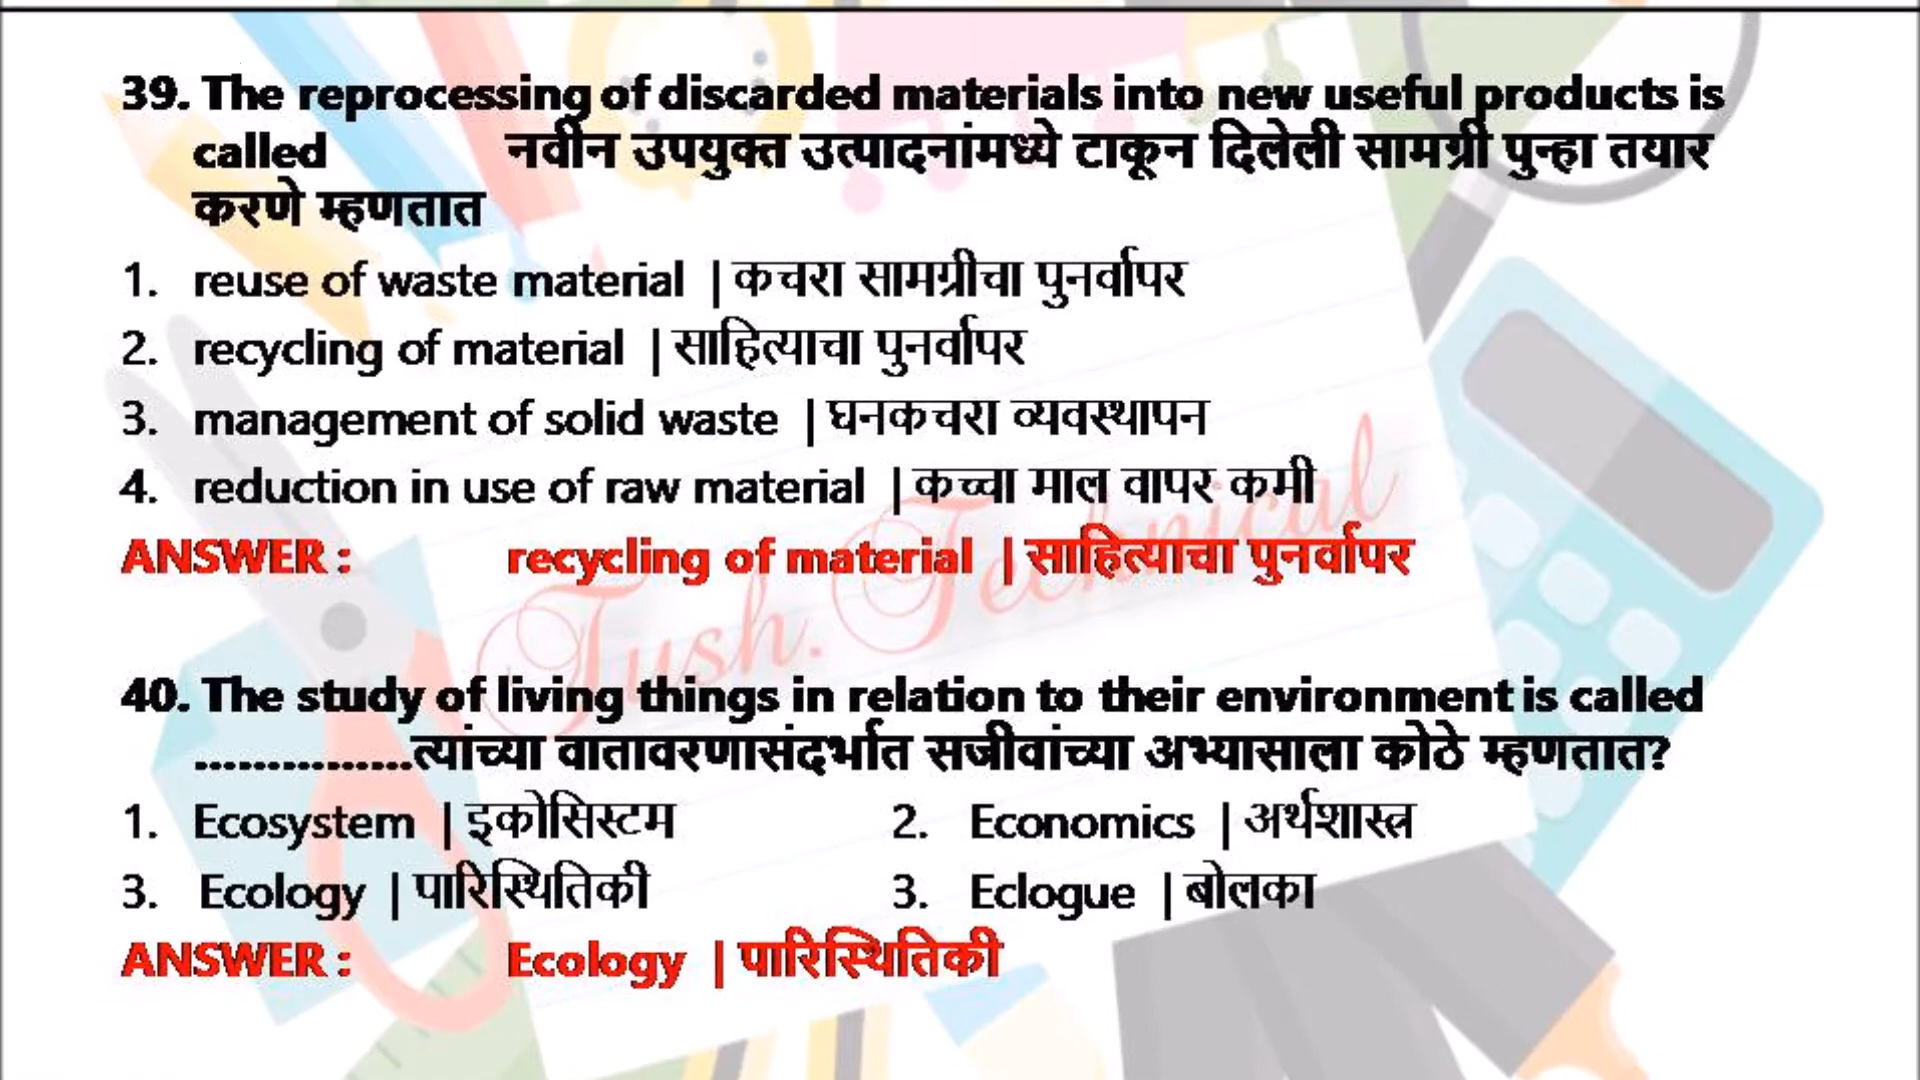 39. The reprocessing of discarded materials into new useful products is
called नवीन उपयुक्त उत्पादनांमध्ये टाकून दिलेली सामग्री पुन्हा तयार
करणे म्हणतात
1. reuse of waste material | कचरा सामग्रीचा पुनर्वापर
2. recycling of material | साहित्याचा पुनर्वापर
3. management of solid waste | घनकचरा व्यवस्थापन
4. reduction in use of raw material | कच्चा माल वापर कमी
ANSWER : recycling of material | साहित्याचा पुनर्वापर
Tush.Technical
40. The study of living things in relation to their environment is called
...............त्यांच्या वातावरणासंदर्भात सजीवांच्या अभ्यासाला कोठे म्हणतात?
1. Ecosystem | इकोसिस्टम 2. Economics | अर्थशास्त्र
3. Ecology | पारिस्थितिकी 3. Eclogue | बोलका
ANSWER : Ecology | पारिस्थितिकी